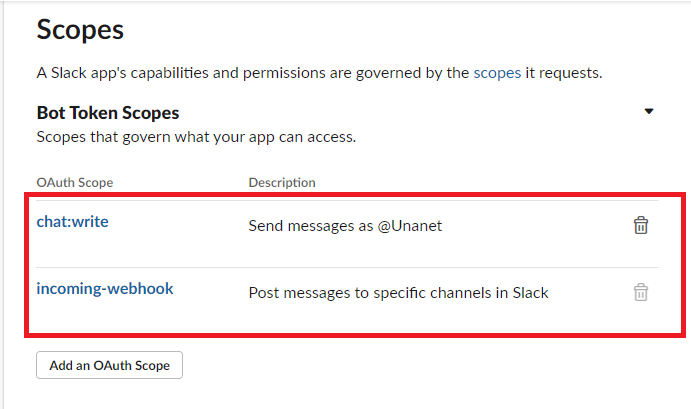 Scopes
A Slack app's capabilities and permissions are governed by the scopes it requests.
Bot Token Scopes
Scopes that govern what your app can access.
OAuth Scope Description
chat:write Send messages as @Unanet
incoming-webhook Post messages to specific channels in Slack
Add an OAuth Scope